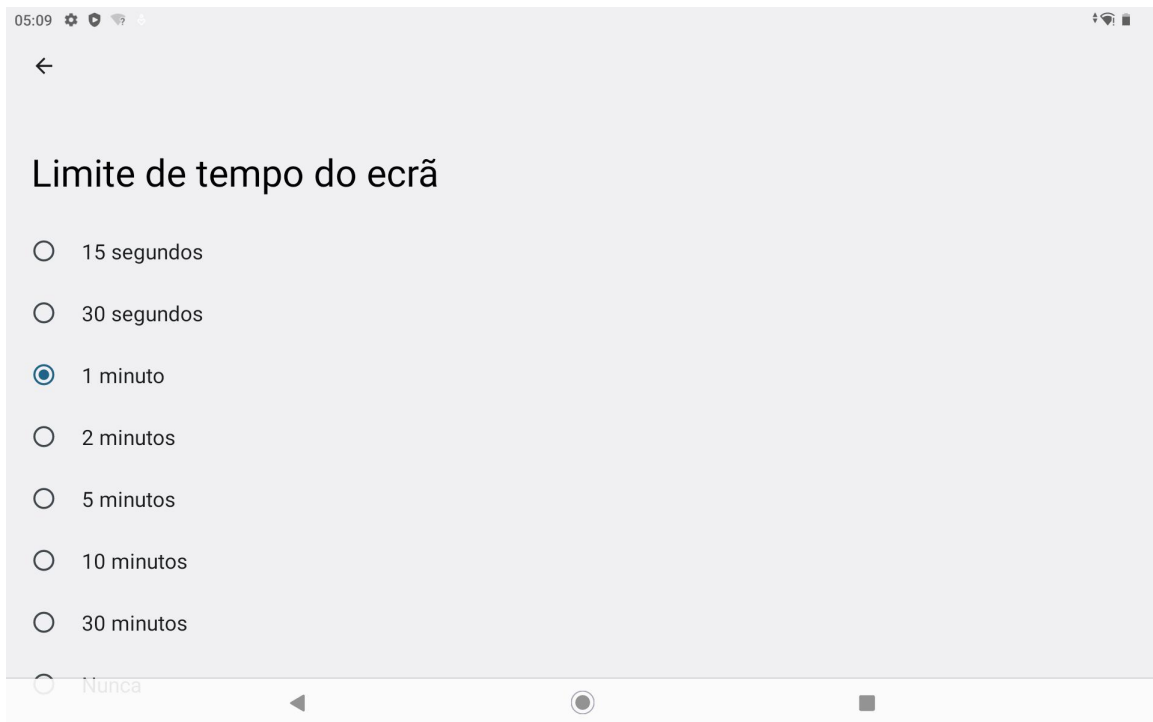 05:09
Limite de tempo do ecrã
15 segundos
30 segundos
1 minuto
2 minutos
5 minutos
10 minutos
30 minutos
Nunca